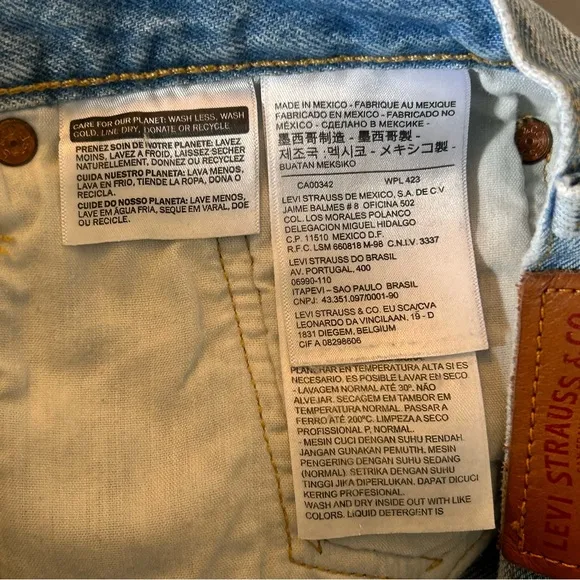 CARE FOR OUR PLANET: WASH LESS, WASH
COLD, LINE DRY, DONATE OR RECYCLE
PRENEZ SOIN DE VOTRE PLANETE: LAVEZ
MOINS, LAVEZ A FROID, LAISSEZ SECHER
NATURELLEMENT, DONNEZ OU RECYCLEZ
CUIDA NUESTRO PLANETA: LAVA MENOS,
LAVA EN FRIO, TIENDE LA ROPA, DONA O
RECICLA.
CUIDE DO NOSSO PLANETA: LAVE MENOS,
LAVE EM ÁGUA FRIA, SEQUE EM VARAL, DOE
OU RECICLE.
MADE IN MEXICO - FABRIQUE AU MEXIQUE
FABRICADO EN MEXICO - FABRICADO NO
MÉXICO - СДЕЛАНО В МЕКСИКЕ -
墨西哥制造 - 墨西哥製 -
제조국 :멕시코 - メキシコ製 -
BUATAN MEKSIKO
CA00342 WPL 423
LEVI STRAUSS DE MEXICO, S.A. DE C.V
JAIME BALMES # 8 OFICINA 502
COL. LOS MORALES POLANCO
DELEGACION MIGUEL HIDALGO
C.P. 11510 MEXICO D.F.
R.F.C. LSM 660818 M-98 C.N.I.V. 3337
LEVI STRAUSS DO BRASIL
AV. PORTUGAL, 400
06990-110
ITAPEVI - SAO PAULO BRASIL
CNPJ: 43.351.097/0001-90
LEVI STRAUSS & CO. EU SCA/CVA
LEONARDO DA VINCILAAN, 19 - D
1831 DIEGEM, BELGIUM
CIF A 08298606
PLANCHAR EN TEMPERATURA ALTA SI ES
NECESARIO. ES POSIBLE LAVAR EN SECO
- LAVAGEM NORMAL ATÉ 30º. NÃO
ALVEJAR. SECAGEM EM TAMBOR EM
TEMPERATURA NORMAL. PASSAR A
FERRO ATÉ 200ºC. LIMPEZA A SECO
PROFISSIONAL P, NORMAL.
- MESIN CUCI DENGAN SUHU RENDAH.
JANGAN GUNAKAN PEMUTIH. MESIN
PENGERING DENGAN SUHU SEDANG
(NORMAL). SETRIKA DENGAN SUHU
TINGGI JIKA DIPERLUKAN. DAPAT DICUCI
KERING PROFESIONAL.
WASH AND DRY INSIDE OUT WITH LIKE
COLORS. LIQUID DETERGENT IS
LEVI STRAUSS & CO